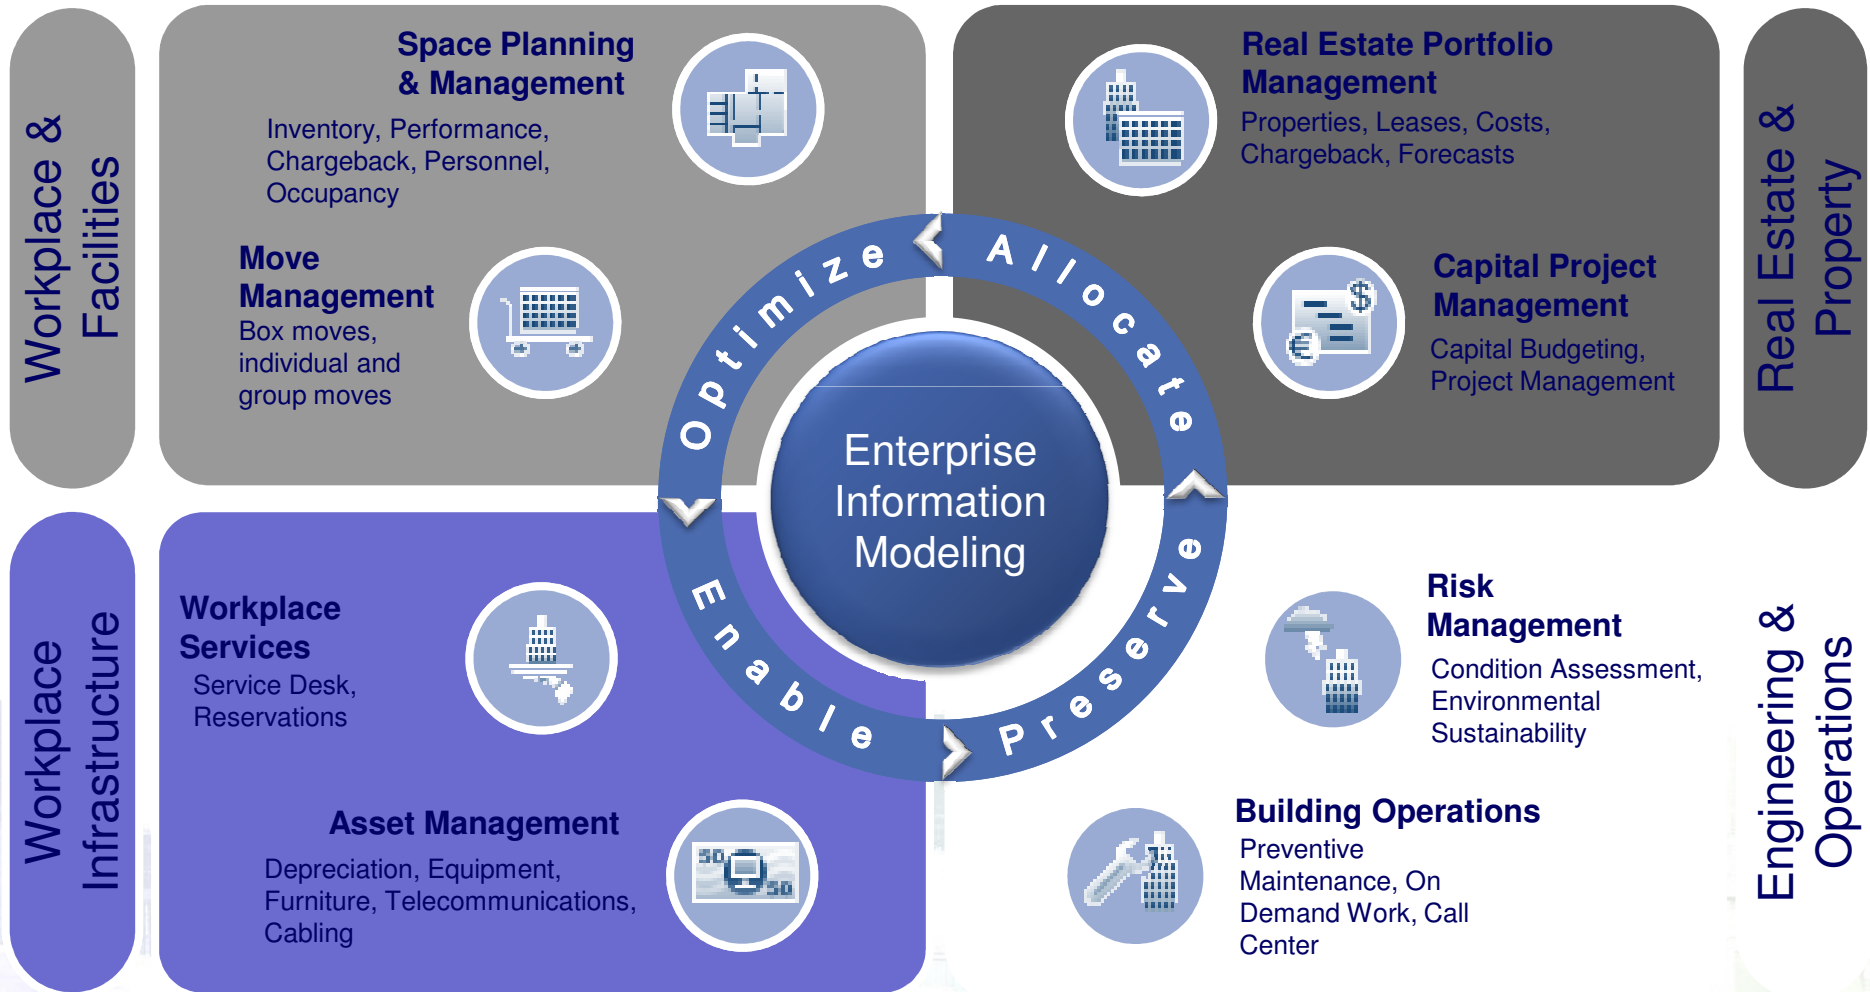 Workplace &
Facilities
Space Planning
& Management
Inventory, Performance,
Chargeback, Personnel,
Occupancy
Move
Management
Box moves,
individual and
group moves
Real Estate Portfolio
Management
Properties, Leases, Costs,
Chargeback, Forecasts
Capital Project
Management
Capital Budgeting,
Project Management
$
€
Real Estate &
Property
Optimize
Allocate
Enterprise
Information
Modeling
Enable
Preserve
Workplace
Infrastructure
Workplace
Services
Service Desk,
Reservations
Asset Management
Depreciation, Equipment,
Furniture, Telecommunications,
Cabling
50
50
Risk
Management
Condition Assessment,
Environmental
Sustainability
Building Operations
Preventive
Maintenance, On
Demand Work, Call
Center
Engineering &
Operations